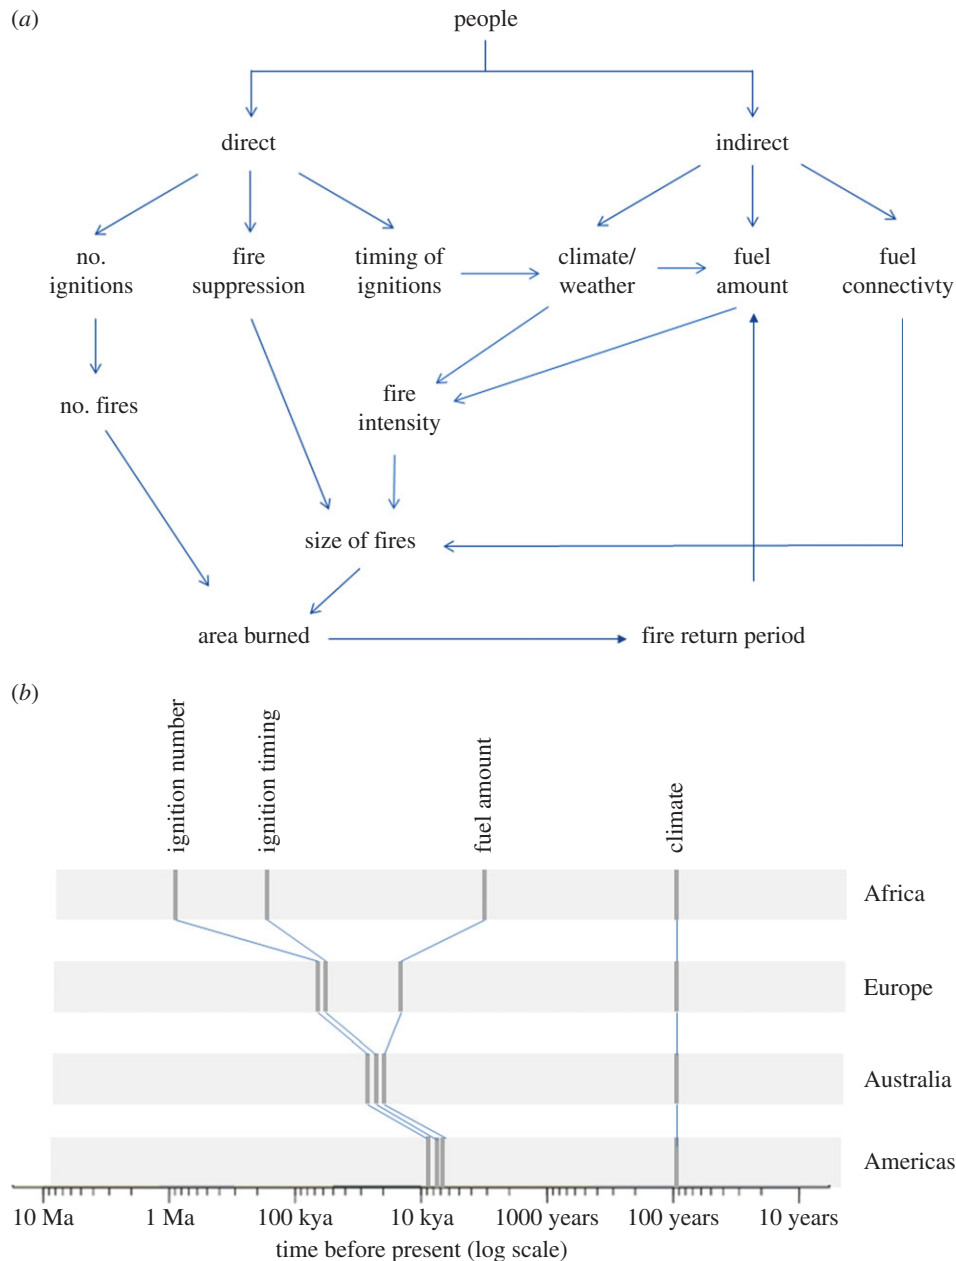 (a)
people
direct
indirect
no.
ignitions
fire
suppression
timing of
ignitions
climate/
weather
fuel
amount
fuel
connectivty
no. fires
fire
intensity
size of fires
area burned
fire return period
(b)
ignition number
ignition timing
fuel amount
climate
Africa
Europe
Australia
Americas
10 Ma
1 Ma
100 kya
10 kya
1000 years
100 years
10 years
time before present (log scale)